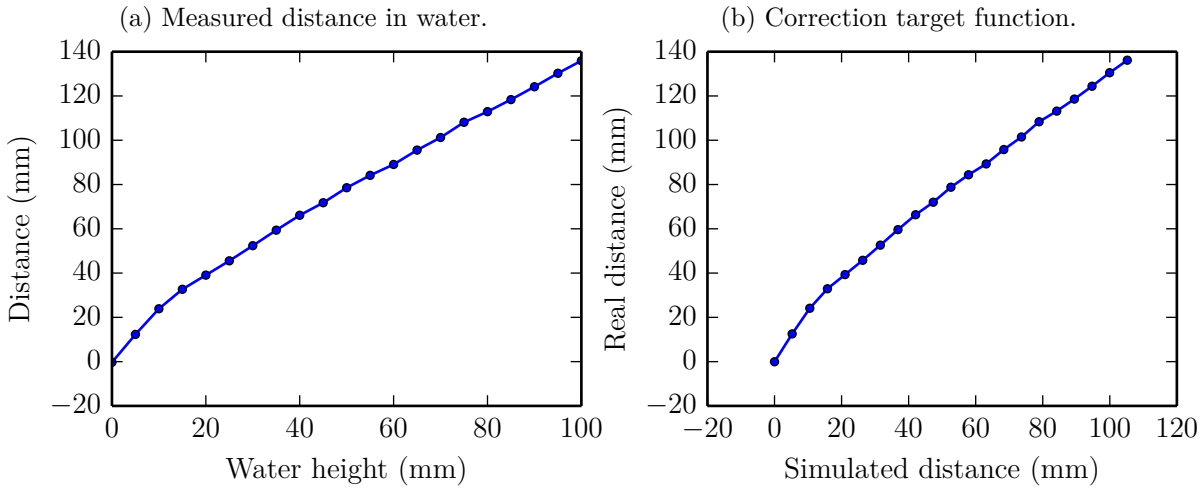 (a) Measured distance in water.
140
120
100
80
60
40
20
0
−20
0 20 40 60 80 100
Distance (mm)
Water height (mm)
(b) Correction target function.
140
120
100
80
60
40
20
0
−20
−20 0 20 40 60 80 100 120
Real distance (mm)
Simulated distance (mm)